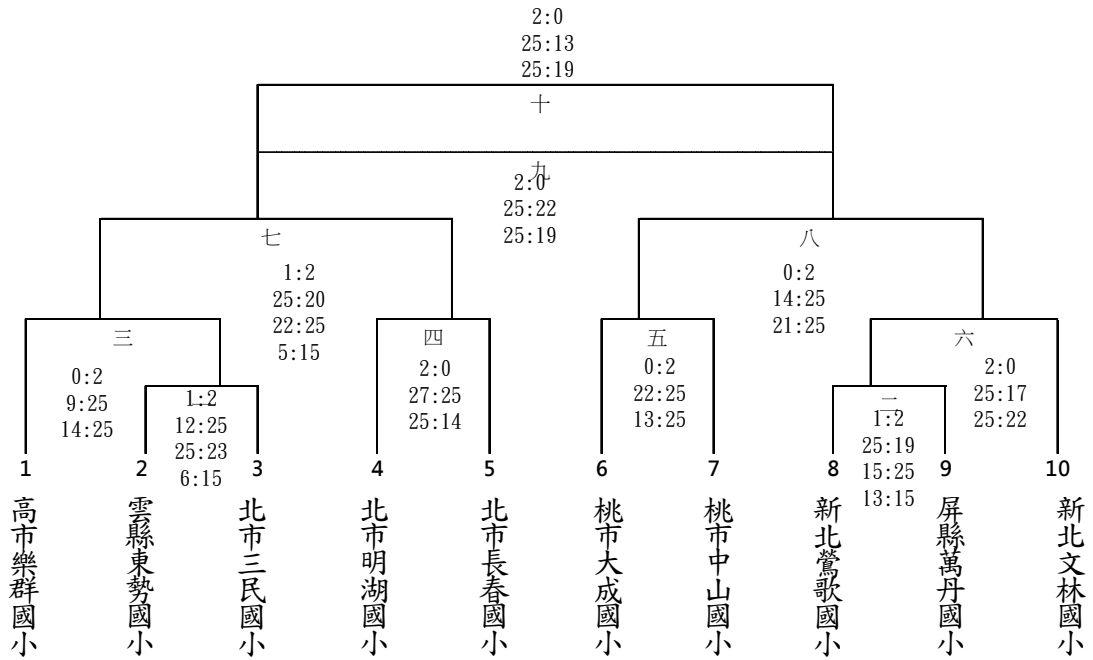 2:0
25:13
25:19
十
九
2:0
25:22
25:19
七
1:2
25:20
22:25
5:15
八
0:2
14:25
21:25
三
0:2
9:25
14:25
一
1:2
12:25
25:23
6:15
四
2:0
27:25
25:14
五
0:2
22:25
13:25
六
2:0
25:17
25:22
二
1:2
25:19
15:25
13:15
1
2
3
4
5
6
7
8
9
10
高市樂群國小
雲縣東勢國小
北市三民國小
北市明湖國小
北市長春國小
桃市大成國小
桃市中山國小
新北鶯歌國小
屏縣萬丹國小
新北文林國小